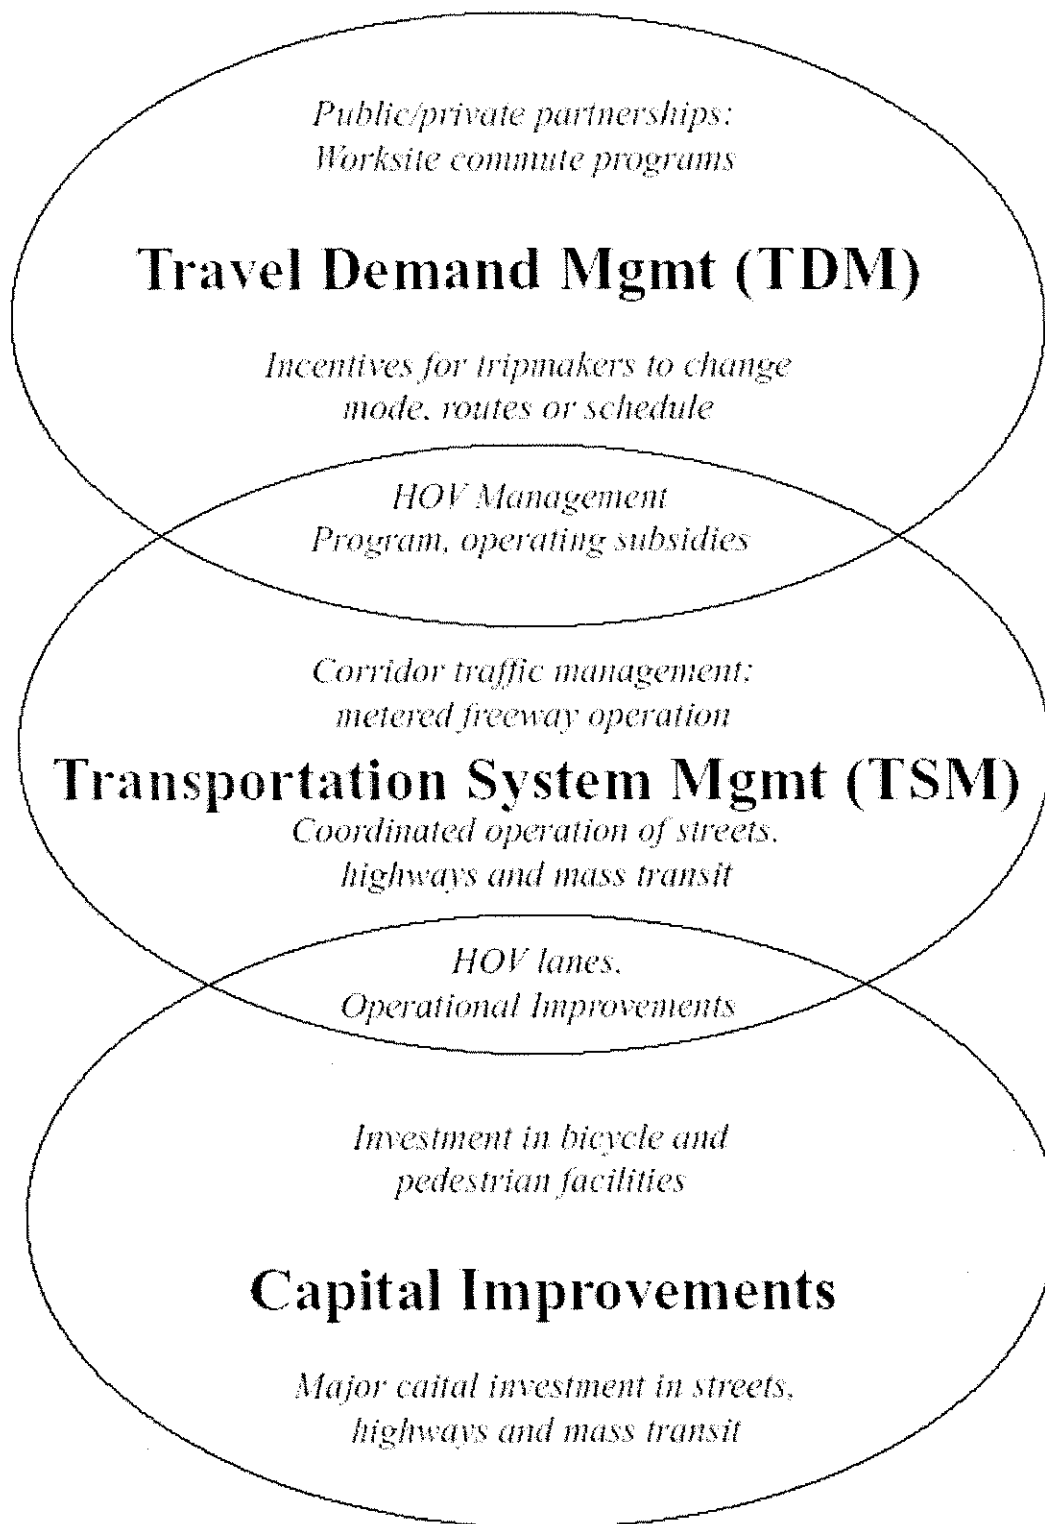 Public/private partnerships:
Worksite commute programs
Travel Demand Mgmt (TDM)
Incentives for tripmakers to change
mode, routes or schedule
HOV Management
Program, operating subsidies
Corridor traffic management;
metered freeway operation
Transportation System Mgmt (TSM)
Coordinated operation of streets,
highways and mass transit
HOV lanes,
Operational Improvements
Investment in bicycle and
pedestrian facilities
Capital Improvements
Major caital investment in streets,
highways and mass transit